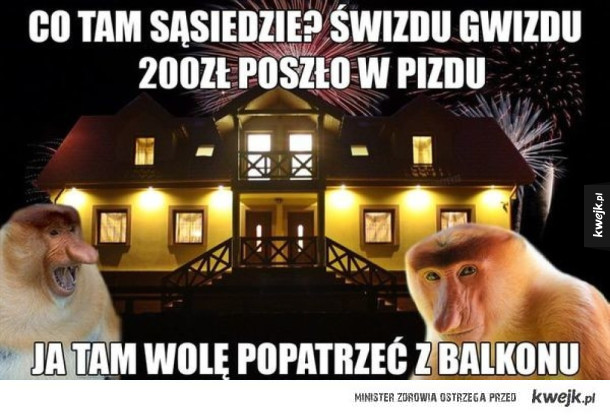 CO TAM SĄSIEDZIE? ŚWIZDU GWIZDU
200ZŁ POSZŁO W PIZDU
kwejk.pl
JA TAM WOLĘ POPATRZEĆ Z BALKONU
MINISTER ZDROWIA OSTRZEGA PRZED kwejk.pl